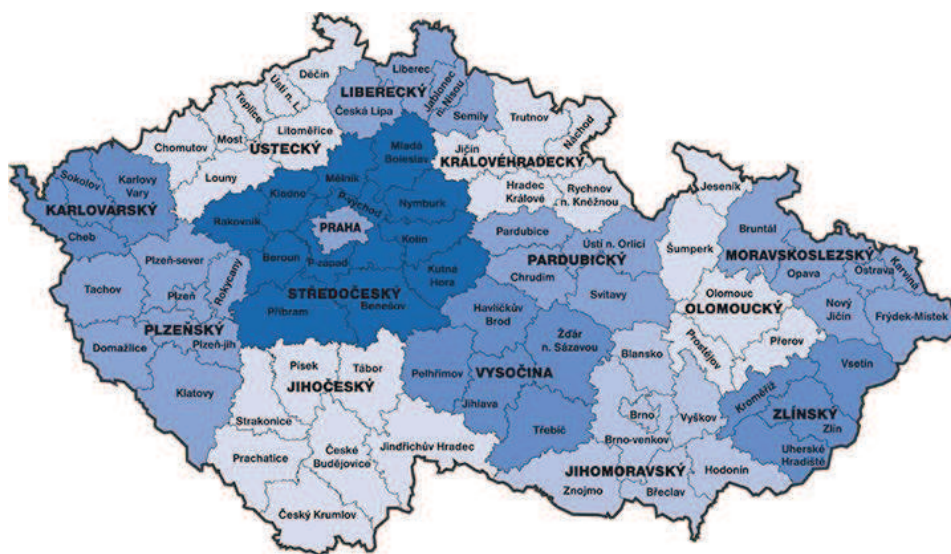 Děčín
Ústí n. L.
Teplice
Liberec
LIBERECKÝ
Jablonec
n. Nisou
Česká Lípa
Semily
Trutnov
Náchod
Most
Litoměřice
Chomutov
ÚSTECKÝ
Louny
Mladá
Boleslav
Jičín
KRÁLOVÉHRADECKÝ
Mělník
Sokolov
Karlovy
Vary
KARLOVARSKÝ
Cheb
Kladno
P-východ
Nymburk
Hradec
Králové
Rychnov
n. Kněžnou
Jeseník
Rakovník
PRAHA
Kolín
Pardubice
Ústí n. Orlicí
Šumperk
Bruntál
MORAVSKOSLEZSKÝ
Karviná
Ostrava
Opava
Plzeň-sever
Beroun
P-západ
Kutná
Hora
PARDUBICKÝ
Chrudim
Svitavy
Tachov
Rokycany
Plzeň
STŘEDOČESKÝ
Příbram
Benešov
Havlíčkův
Brod
Olomouc
OLOMOUCKÝ
Nový
Jičín
Frýdek-Místek
PLZEŇSKÝ
Domažlice
Plzeň-jih
Žďár
n. Sázavou
Blansko
Prostějov
Přerov
Písek
Tábor
JIHOČESKÝ
Pelhřimov
VYSOČINA
Vsetín
Klatovy
Jihlava
Kroměříž
ZLÍNSKÝ
Zlín
Strakonice
Třebíč
Brno
Vyškov
Brno-venkov
Uherské
Hradiště
Prachatice
České
Budějovice
Jindřichův Hradec
JIHOMORAVSKÝ
Hodonín
Znojmo
Břeclav
Český Krumlov